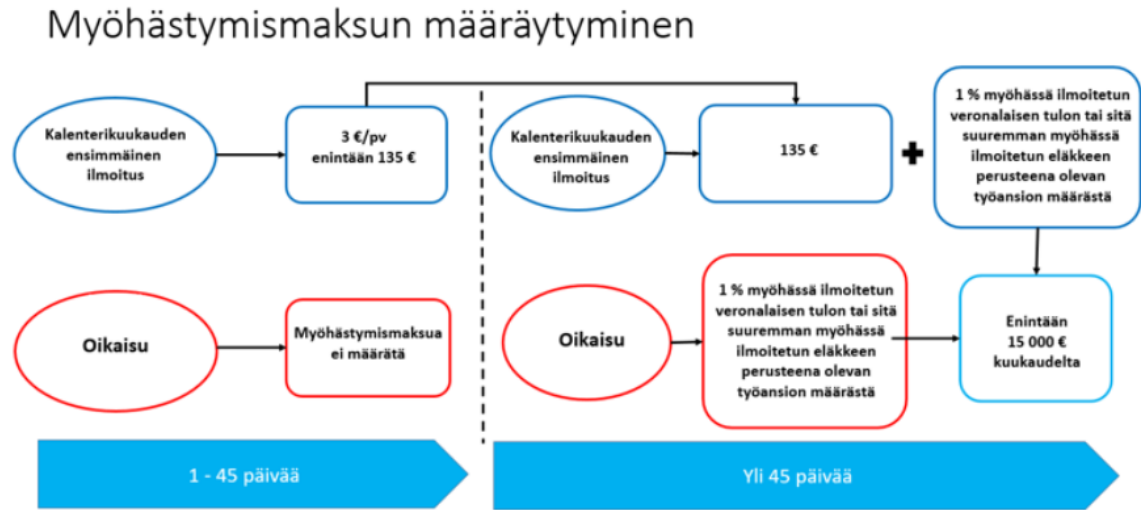 Myöhästymismaksun määräytyminen
Kalenterikuukauden
ensimmäinen
ilmoitus
3 €/pv
enintään 135 €
Kalenterikuukauden
ensimmäinen
ilmoitus
135 €
+
1 % myöhässä ilmoitetun
veronalaisen tulon tai sitä
suuremman myöhässä
ilmoitetun eläkkeen
perusteena olevan
työansion määrästä
Oikaisu
Myöhästymismaksua
ei määrätä
Oikaisu
1 % myöhässä ilmoitetun
veronalaisen tulon tai sitä
suuremman myöhässä
ilmoitetun eläkkeen
perusteena olevan
työansion määrästä
Enintään
15 000 €
kuukaudelta
1 - 45 päivää
Yli 45 päivää